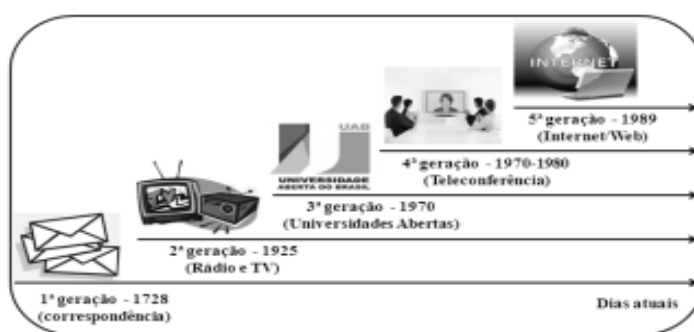 INTERNET
5ª geração - 1989
(Internet/Web)
UAB
UNIVERSIDADE
ABERTA DO BRASIL
4ª geração - 1970-1980
(Teleconferência)
3ª geração - 1970
(Universidades Abertas)
2ª geração - 1925
(Rádio e TV)
1ª geração - 1728
(correspondência)
Dias atuais